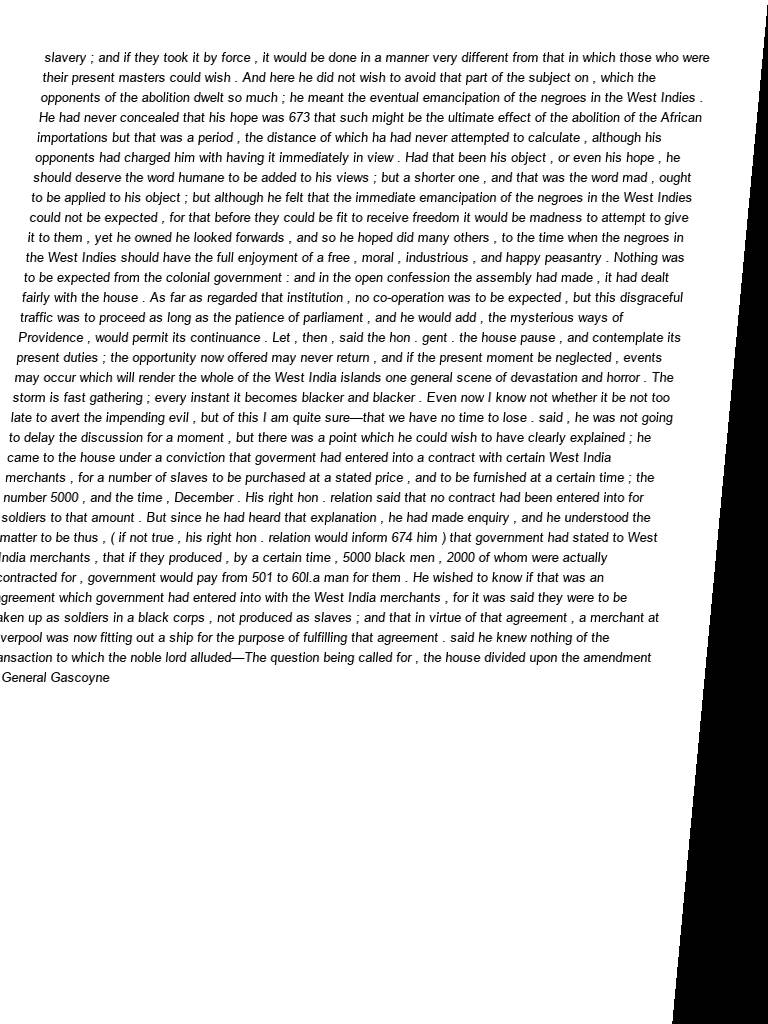 slavery ; and if they took it by force , it would be done in a manner very different from that in which those who were
their present masters could wish . And here he did not wish to avoid that part of the subject on , which the
opponents of the abolition dwelt so much ; he meant the eventual emancipation of the negroes in the West Indies .
He had never concealed that his hope was 673 that such might be the ultimate effect of the abolition of the African
importations but that was a period , the distance of which ha had never attempted to calculate , although his
opponents had charged him with having it immediately in view . Had that been his object , or even his hope , he
should deserve the word humane to be added to his views ; but a shorter one , and that was the word mad , ought
to be applied to his object ; but although he felt that the immediate emancipation of the negroes in the West Indies
could not be expected , for that before they could be fit to receive freedom it would be madness to attempt to give
it to them , yet he owned he looked forwards , and so he hoped did many others , to the time when the negroes in
the West Indies should have the full enjoyment of a free , moral , industrious , and happy peasantry . Nothing was
to be expected from the colonial government : and in the open confession the assembly had made , it had dealt
fairly with the house . As far as regarded that institution , no co-operation was to be expected , but this disgraceful
traffic was to proceed as long as the patience of parliament , and he would add , the mysterious ways of
Providence , would permit its continuance . Let , then , said the hon . gent . the house pause , and contemplate its
present duties ; the opportunity now offered may never return , and if the present moment be neglected , events
may occur which will render the whole of the West India islands one general scene of devastation and horror . The
storm is fast gathering ; every instant it becomes blacker and blacker . Even now I know not whether it be not too
late to avert the impending evil , but of this I am quite sure—that we have no time to lose . said , he was not going
to delay the discussion for a moment , but there was a point which he could wish to have clearly explained ; he
came to the house under a conviction that goverment had entered into a contract with certain West India
merchants , for a number of slaves to be purchased at a stated price , and to be furnished at a certain time ; the
number 5000 , and the time , December . His right hon . relation said that no contract had been entered into for
soldiers to that amount . But since he had heard that explanation , he had made enquiry , and he understood the
matter to be thus , ( if not true , his right hon . relation would inform 674 him ) that government had stated to West
India merchants , that if they produced , by a certain time , 5000 black men , 2000 of whom were actually
contracted for , government would pay from 501 to 60l.a man for them . He wished to know if that was an
agreement which government had entered into with the West India merchants , for it was said they were to be
up as soldiers in a black corps , not produced as slaves ; and that in virtue of that agreement , a merchant at
was now fitting out a ship for the purpose of fulfilling that agreement . said he knew nothing of the
to which the noble lord alluded—The question being called for , the house divided upon the amendment
General Gascoyne